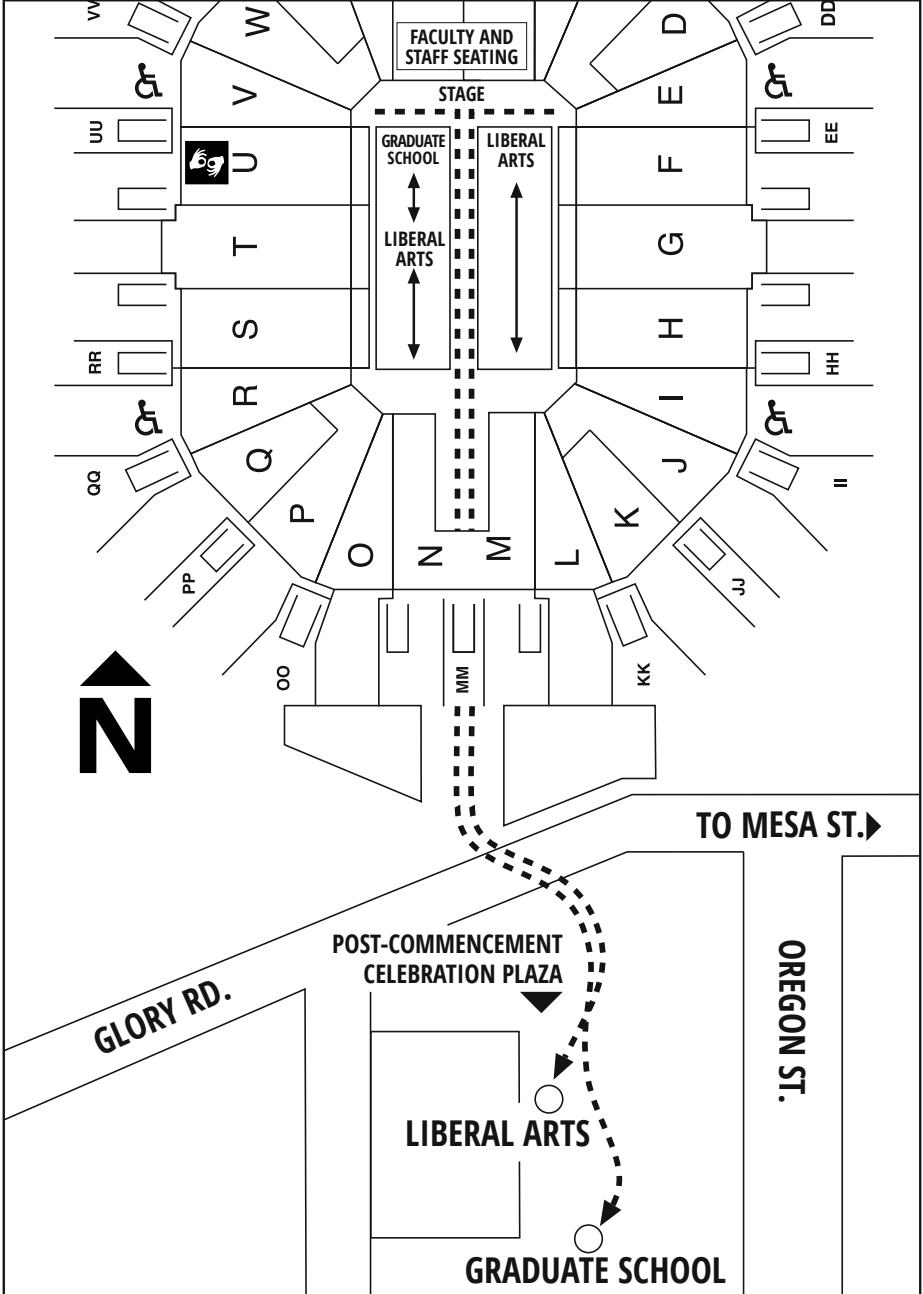 VV
W
FACULTY AND
STAFF SEATING
D
DD
V
STAGE
E
UU
U
GRADUATE
SCHOOL
LIBERAL
ARTS
F
EE
T
LIBERAL
ARTS
G
S
H
RR
HH
R
I
Q
J
QQ
II
P
K
O
N
M
L
PP
JJ
OO
MM
KK
N
TO MESA ST.
POST-COMMENCEMENT
CELEBRATION PLAZA
GLORY RD.
OREGON ST.
LIBERAL ARTS
GRADUATE SCHOOL